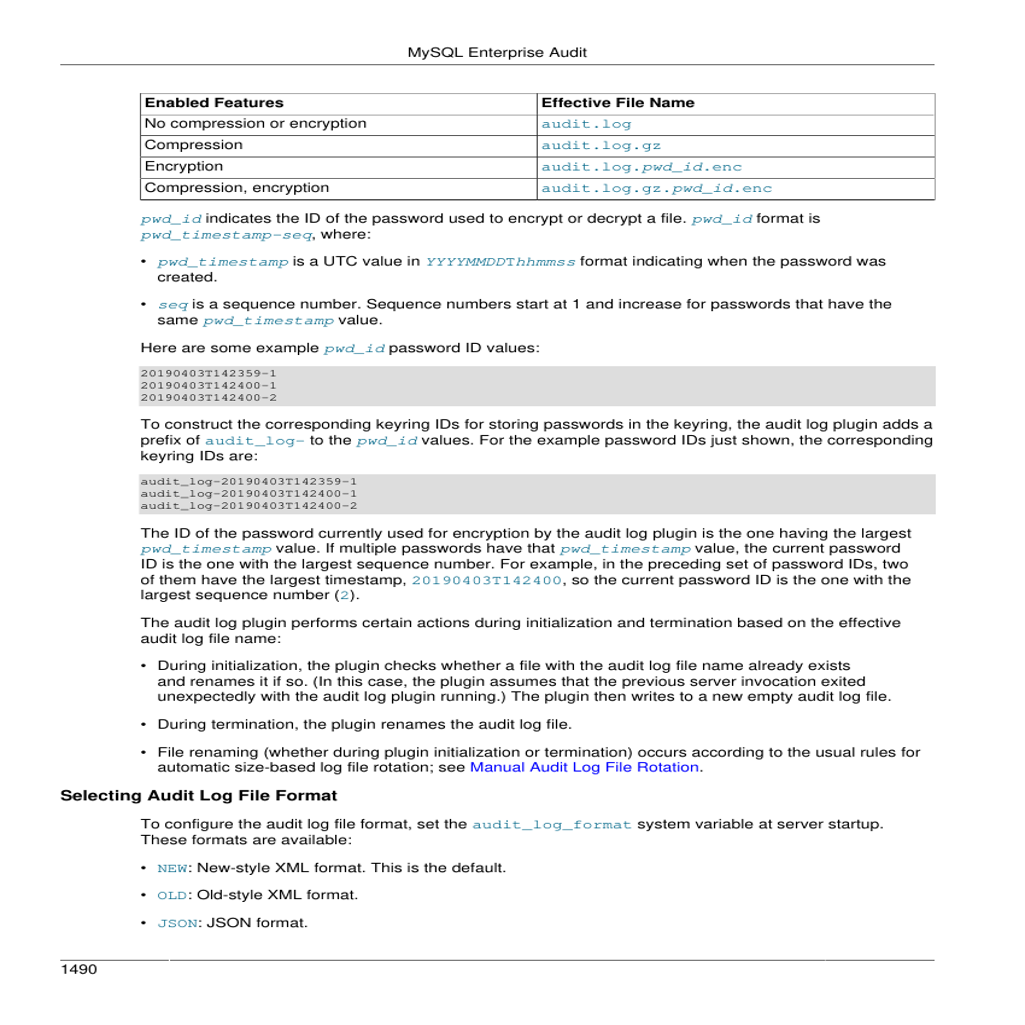 MySQL Enterprise Audit
Enabled Features Effective File Name
No compression or encryption audit.log
Compression audit.log.gz
Encryption audit.log.pwd_id.enc
Compression, encryption audit.log.gz.pwd_id.enc
pwd_id indicates the ID of the password used to encrypt or decrypt a file. pwd_id format is
pwd_timestamp-seq, where:
• pwd_timestamp is a UTC value in YYYYMMDDThhmmss format indicating when the password was
created.
• seq is a sequence number. Sequence numbers start at 1 and increase for passwords that have the
same pwd_timestamp value.
Here are some example pwd_id password ID values:
20190403T142359-1
20190403T142400-1
20190403T142400-2
To construct the corresponding keyring IDs for storing passwords in the keyring, the audit log plugin adds a
prefix of audit_log- to the pwd_id values. For the example password IDs just shown, the corresponding
keyring IDs are:
audit_log-20190403T142359-1
audit_log-20190403T142400-1
audit_log-20190403T142400-2
The ID of the password currently used for encryption by the audit log plugin is the one having the largest
pwd_timestamp value. If multiple passwords have that pwd_timestamp value, the current password
ID is the one with the largest sequence number. For example, in the preceding set of password IDs, two
of them have the largest timestamp, 20190403T142400, so the current password ID is the one with the
largest sequence number (2).
The audit log plugin performs certain actions during initialization and termination based on the effective
audit log file name:
• During initialization, the plugin checks whether a file with the audit log file name already exists
and renames it if so. (In this case, the plugin assumes that the previous server invocation exited
unexpectedly with the audit log plugin running.) The plugin then writes to a new empty audit log file.
• During termination, the plugin renames the audit log file.
• File renaming (whether during plugin initialization or termination) occurs according to the usual rules for
automatic size-based log file rotation; see Manual Audit Log File Rotation.
Selecting Audit Log File Format
To configure the audit log file format, set the audit_log_format system variable at server startup.
These formats are available:
• NEW: New-style XML format. This is the default.
• OLD: Old-style XML format.
• JSON: JSON format.
1490